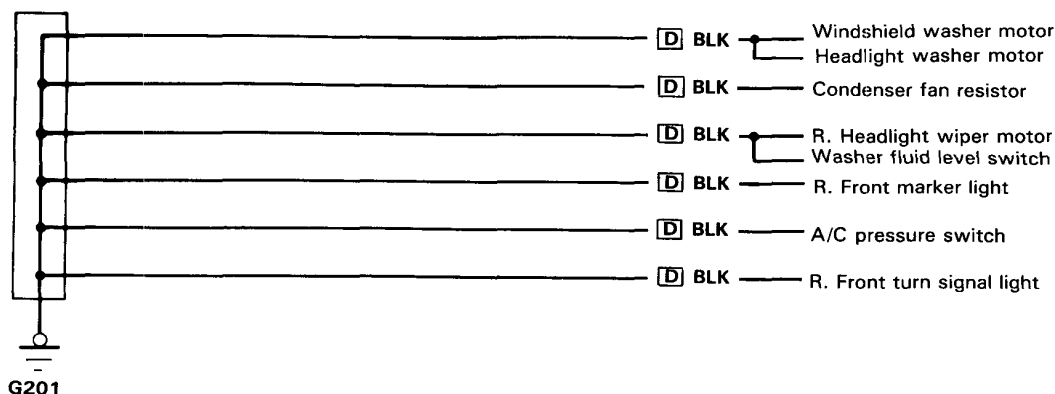 D BLK Windshield washer motor
Headlight washer motor
D BLK Condenser fan resistor
D BLK R. Headlight wiper motor
Washer fluid level switch
D BLK R. Front marker light
D BLK A/C pressure switch
D BLK R. Front turn signal light
G201